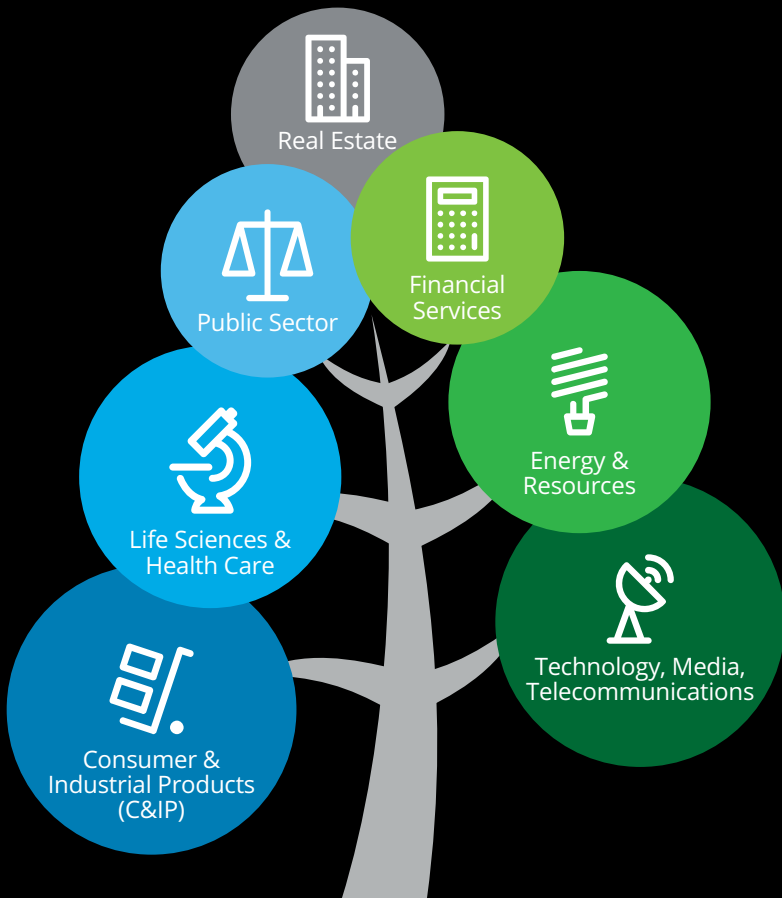 Real Estate
Financial
Services
Public Sector
Energy &
Resources
Life Sciences &
Health Care
Technology, Media,
Telecommunications
Consumer &
Industrial Products
(C&IP)